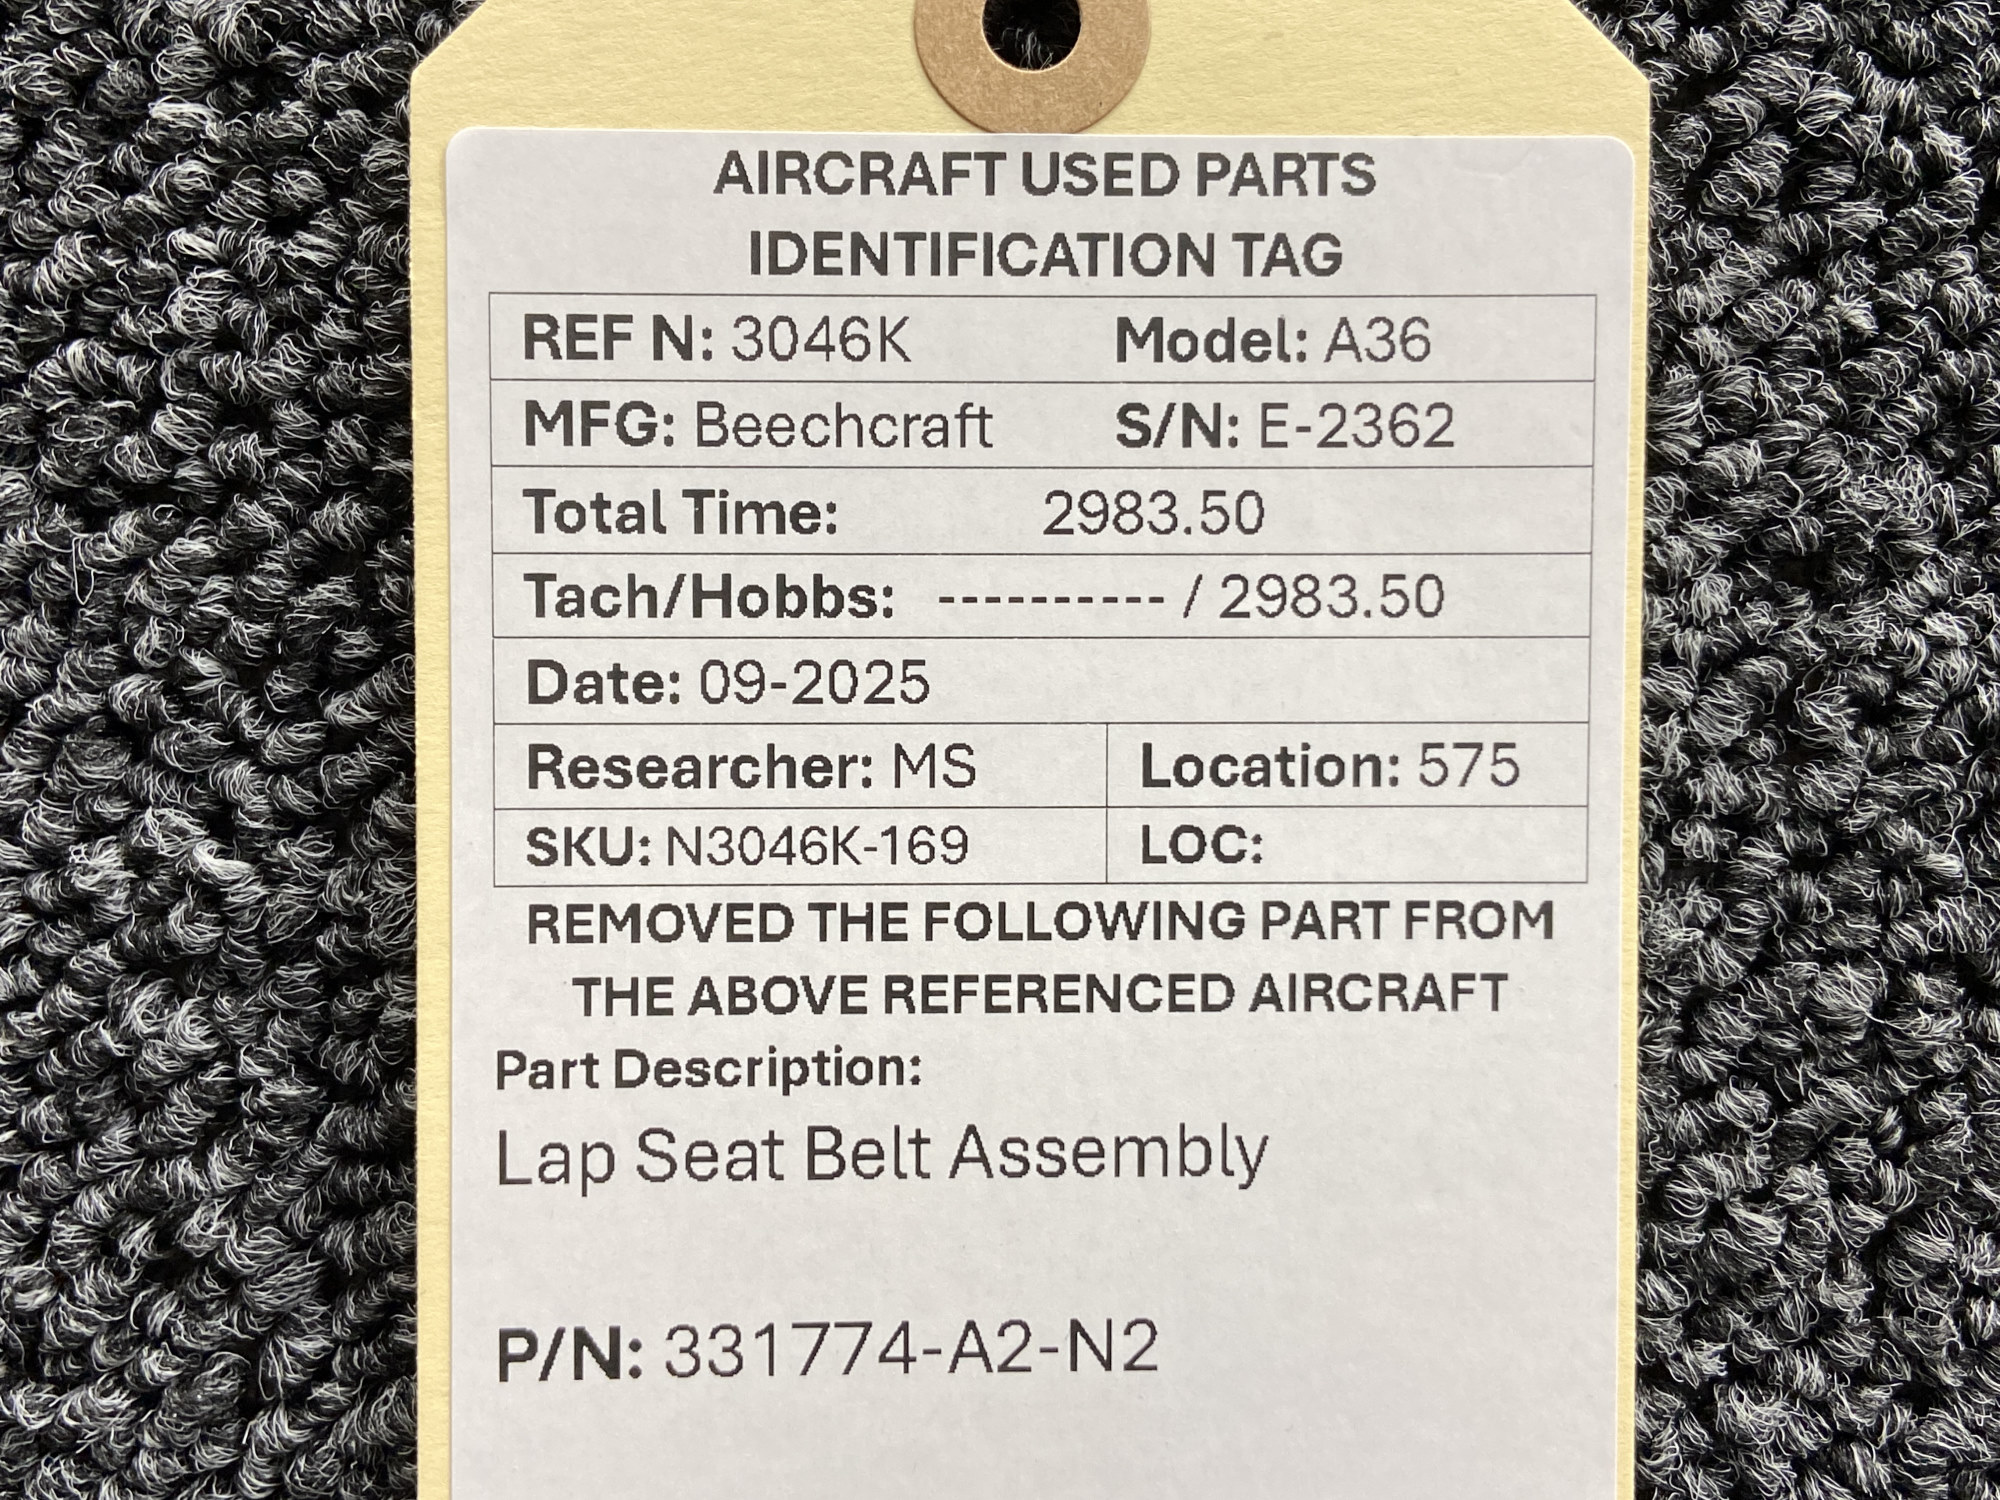 AIRCRAFT USED PARTS
IDENTIFICATION TAG
REF N: 3046K Model: A36
MFG: Beechcraft S/N: E-2362
Total Time: 2983.50
Tach/Hobbs: ---------- / 2983.50
Date: 09-2025
Researcher: MS Location: 575
SKU: N3046K-169 LOC:
REMOVED THE FOLLOWING PART FROM
THE ABOVE REFERENCED AIRCRAFT
Part Description:
Lap Seat Belt Assembly
P/N: 331774-A2-N2